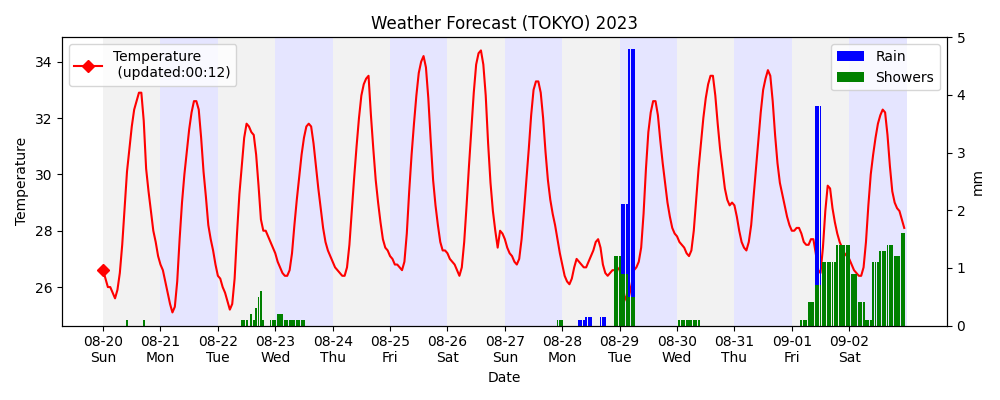 Weather Forecast (TOKYO) 2023
Temperature
(updated:00:12)
Rain
Showers
Temperature
34
32
30
28
26
5
4
3
2
1
0
mm
08-20 08-21 08-22 08-23 08-24 08-25 08-26 08-27 08-28 08-29 08-30 08-31 09-01 09-02
Sun Mon Tue Wed Thu Fri Sat Sun Mon Tue Wed Thu Fri Sat
Date